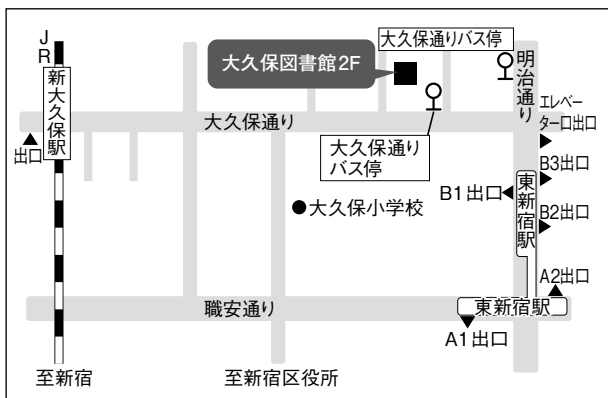 JR
新大久保駅
出口
大久保図書館2F
大久保通りバス停
明治通り
エレベー
ター口出口
大久保通り
大久保通り
バス停
B3出口
B1出口
東新宿駅
B2出口
大久保小学校
A2出口
職安通り
東新宿駅
A1出口
至新宿
至新宿区役所